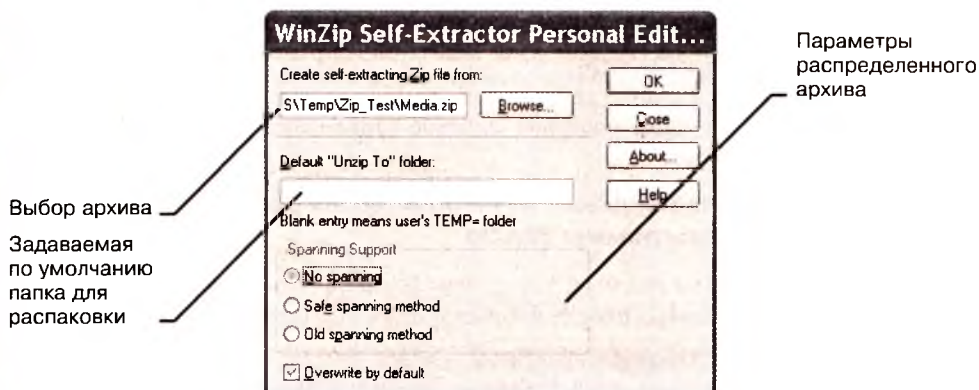 WinZip Self-Extractor Personal Edit...
Create self-extracting Zip file from:
S\Temp\Zip_Test\Media.zip
Browse...
OK
Close
About...
Help
Default "Unzip To" folder:
Blank entry means user's TEMP= folder
Spanning Support
No spanning
Safe spanning method
Old spanning method
Overwrite by default
Выбор архива
Задаваемая
по умолчанию
папка для
распаковки
Параметры
распределенного
архива